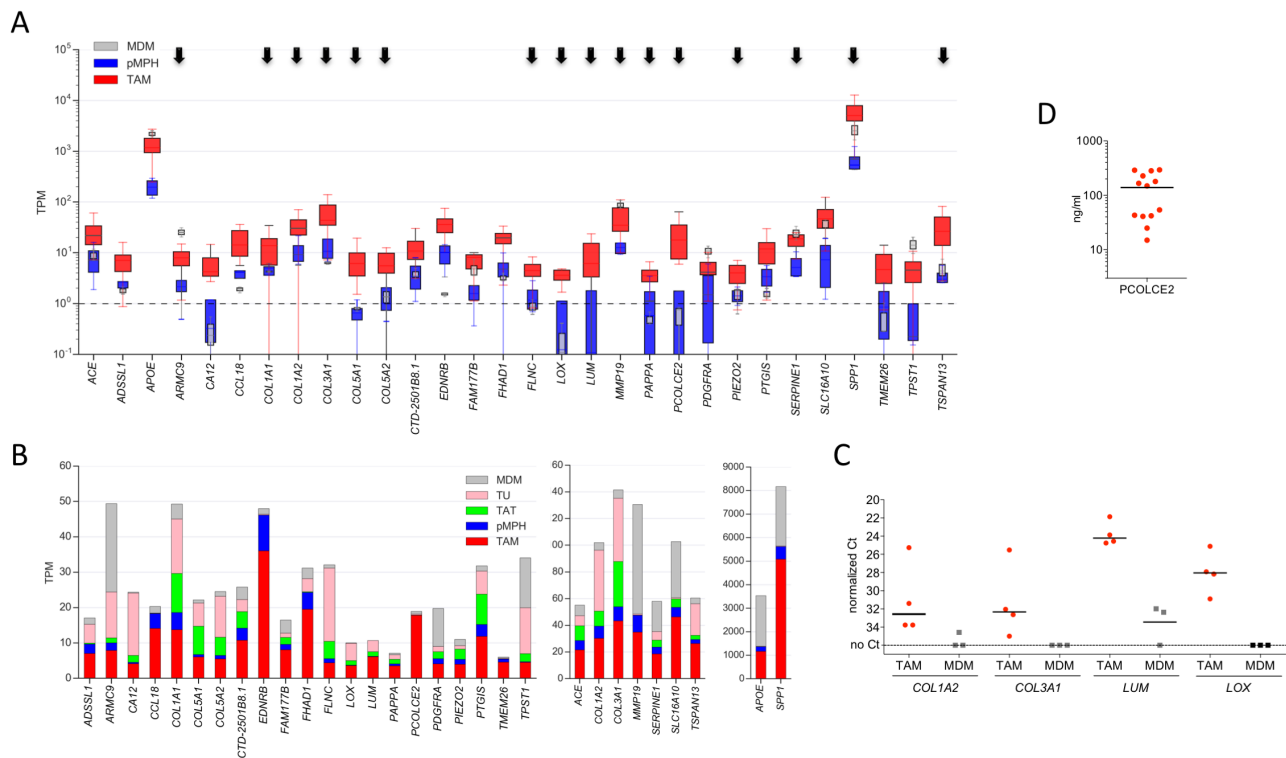 A
MDM
pMPH
TAM
TPM
10^5
10^4
10^3
10^2
10^1
10^0
10^-1
ACE
ADSSL1
APOE
ARMC9
CA12
CCL18
COL1A1
COL1A2
COL3A1
COL5A1
COL5A2
CTD-2501B8.1
EDNRB
FAM177B
FHAD1
FLNC
LOX
LUM
MMP19
PAPPA
PCOLCE2
PDGFRA
PIEZO2
PTGIS
SERPINE1
SLC16A10
SPP1
TMEM26
TPST1
TSPAN13
D
ng/ml
1000
100
10
PCOLCE2
B
TPM
60
50
40
30
20
10
0
MDM
TU
TAT
pMPH
TAM
ADSSL1
ARMC9
CA12
CCL18
COL1A1
COL5A1
COL5A2
CTD-2501B8.1
EDNRB
FAM177B
FHAD1
FLNC
LOX
LUM
PAPPA
PCOLCE2
PDGFRA
PIEZO2
PTGIS
TMEM26
TPST1
60
40
20
00
80
60
40
20
0
ACE
COL1A2
COL3A1
MMP19
SERPINE1
SLC16A10
TSPAN13
9000
8000
7000
6000
5000
4000
3000
2000
1000
0
APOE
SPP1
C
normalized Ct
20
22
24
26
28
32
34
no Ct
TAM MDM TAM MDM TAM MDM TAM MDM
COL1A2 COL3A1 LUM LOX